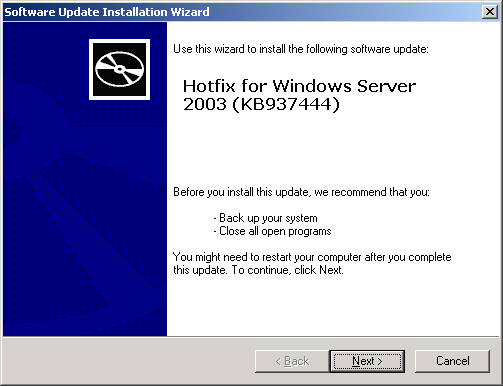 Software Update Installation Wizard
Use this wizard to install the following software update:
Hotfix for Windows Server
2003 (KB937444)
Before you install this update, we recommend that you:
- Back up your system
- Close all open programs
You might need to restart your computer after you complete
this update. To continue, click Next.
< Back
Next >
Cancel